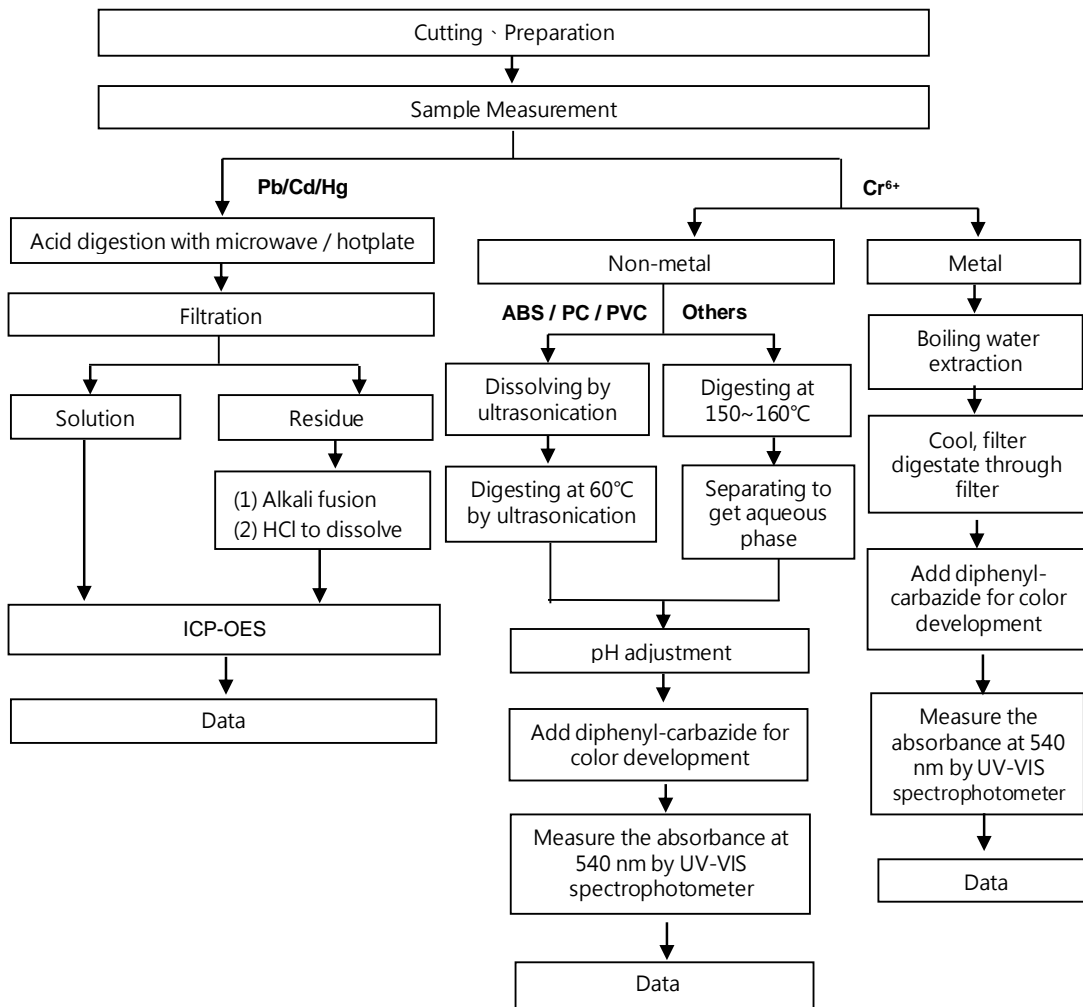 Cutting、Preparation
Sample Measurement
Pb/Cd/Hg
Acid digestion with microwave / hotplate
Filtration
Solution
Residue
(1) Alkali fusion
(2) HCl to dissolve
ICP-OES
Data
Cr⁶⁺
Non-metal
ABS / PC / PVC
Others
Dissolving by
ultrasonication
Digesting at 60℃
by ultrasonication
Digesting at
150~160℃
Separating to
get aqueous
phase
pH adjustment
Add diphenyl-carbazide for
color development
Measure the absorbance at
540 nm by UV-VIS
spectrophotometer
Data
Metal
Boiling water
extraction
Cool, filter
digestate through
filter
Add diphenyl-
carbazide for color
development
Measure the
absorbance at 540
nm by UV-VIS
spectrophotometer
Data